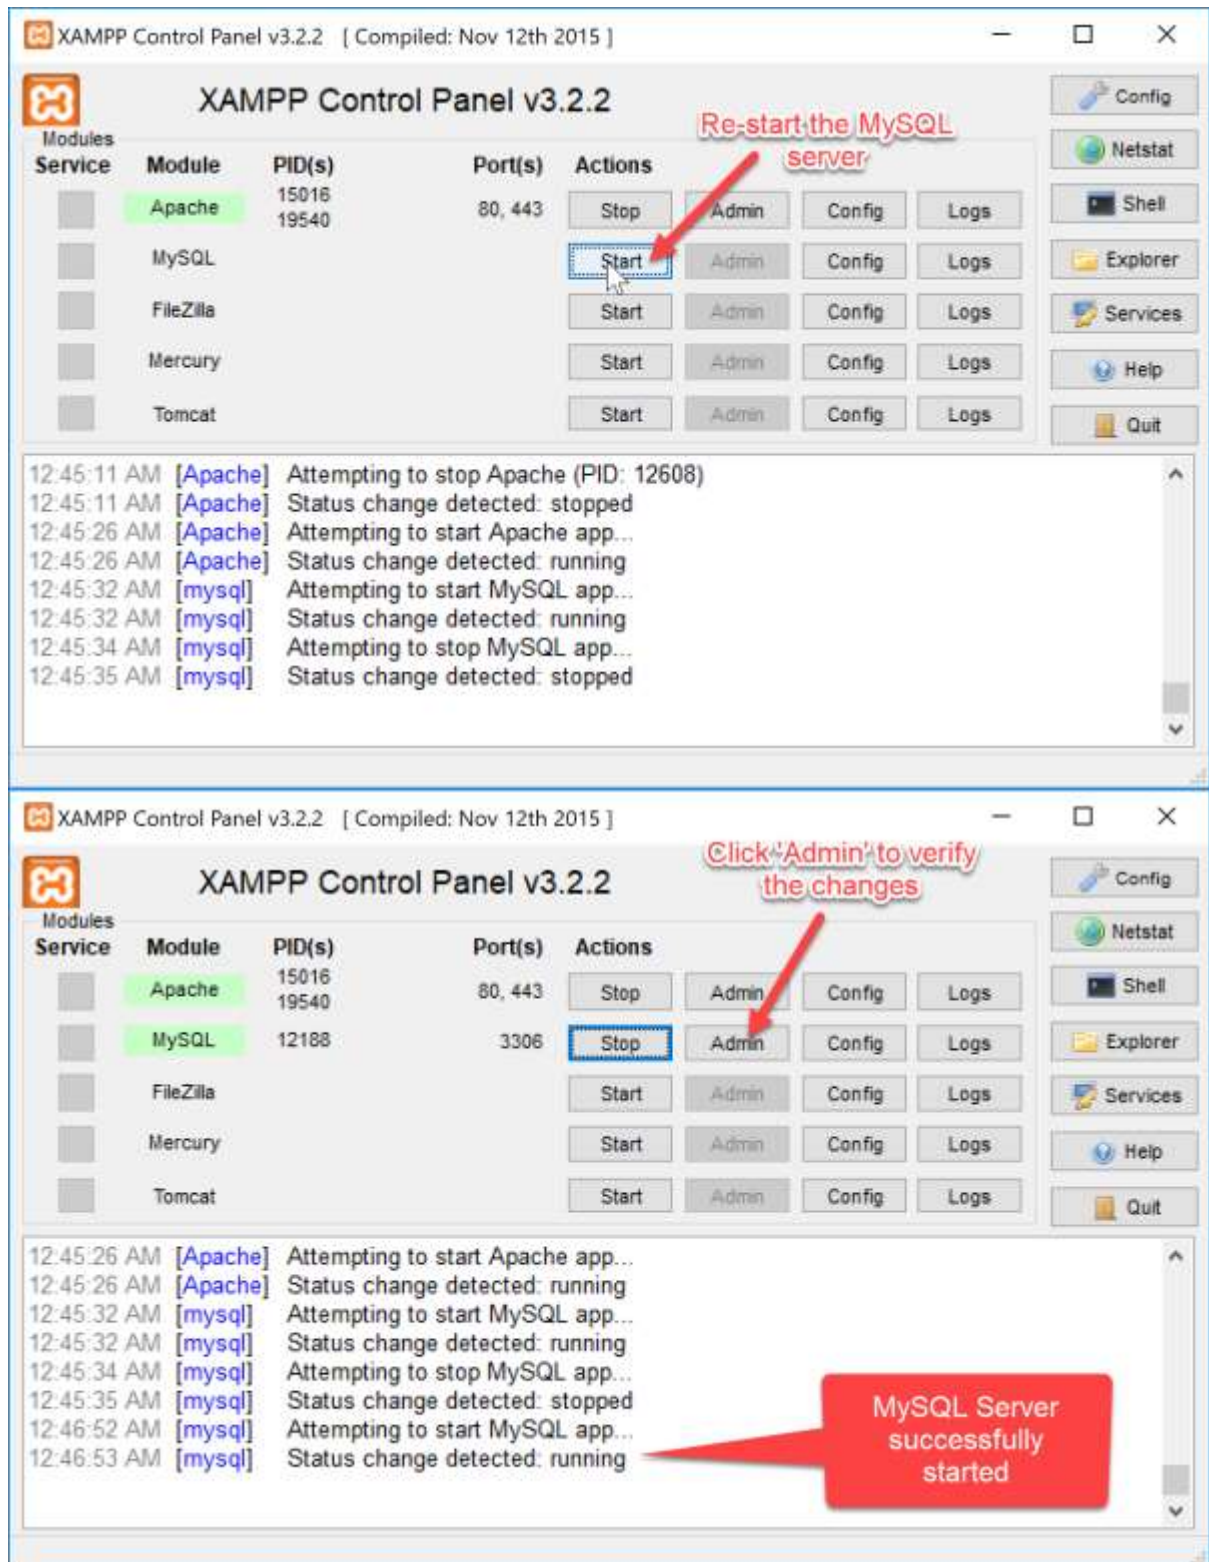 XAMPP Control Panel v3.2.2 [ Compiled: Nov 12th 2015 ]
XAMPP Control Panel v3.2.2
Config
Re-start the MySQL
server
Modules
Service Module PID(s) Port(s) Actions
Netstat
Apache 15016
19540 80, 443 Stop Admin Config Logs
Shell
MySQL Start Admin Config Logs
Explorer
FileZilla Start Admin Config Logs
Services
Mercury Start Admin Config Logs
Help
Tomcat Start Admin Config Logs
Quit
12:45:11 AM [Apache] Attempting to stop Apache (PID: 12608)
12:45:11 AM [Apache] Status change detected: stopped
12:45:26 AM [Apache] Attempting to start Apache app...
12:45:26 AM [Apache] Status change detected: running
12:45:32 AM [mysql] Attempting to start MySQL app...
12:45:32 AM [mysql] Status change detected: running
12:45:34 AM [mysql] Attempting to stop MySQL app...
12:45:35 AM [mysql] Status change detected: stopped
XAMPP Control Panel v3.2.2 [ Compiled: Nov 12th 2015 ]
XAMPP Control Panel v3.2.2
Config
Click 'Admin' to verify
the changes
Modules
Service Module PID(s) Port(s) Actions
Netstat
Apache 15016
19540 80, 443 Stop Admin Config Logs
Shell
MySQL 12188 3306 Stop Admin Config Logs
Explorer
FileZilla Start Admin Config Logs
Services
Mercury Start Admin Config Logs
Help
Tomcat Start Admin Config Logs
Quit
12:45:26 AM [Apache] Attempting to start Apache app...
12:45:26 AM [Apache] Status change detected: running
12:45:32 AM [mysql] Attempting to start MySQL app...
12:45:32 AM [mysql] Status change detected: running
12:45:34 AM [mysql] Attempting to stop MySQL app...
12:45:35 AM [mysql] Status change detected: stopped
12:46:52 AM [mysql] Attempting to start MySQL app...
12:46:53 AM [mysql] Status change detected: running
MySQL Server
successfully
started